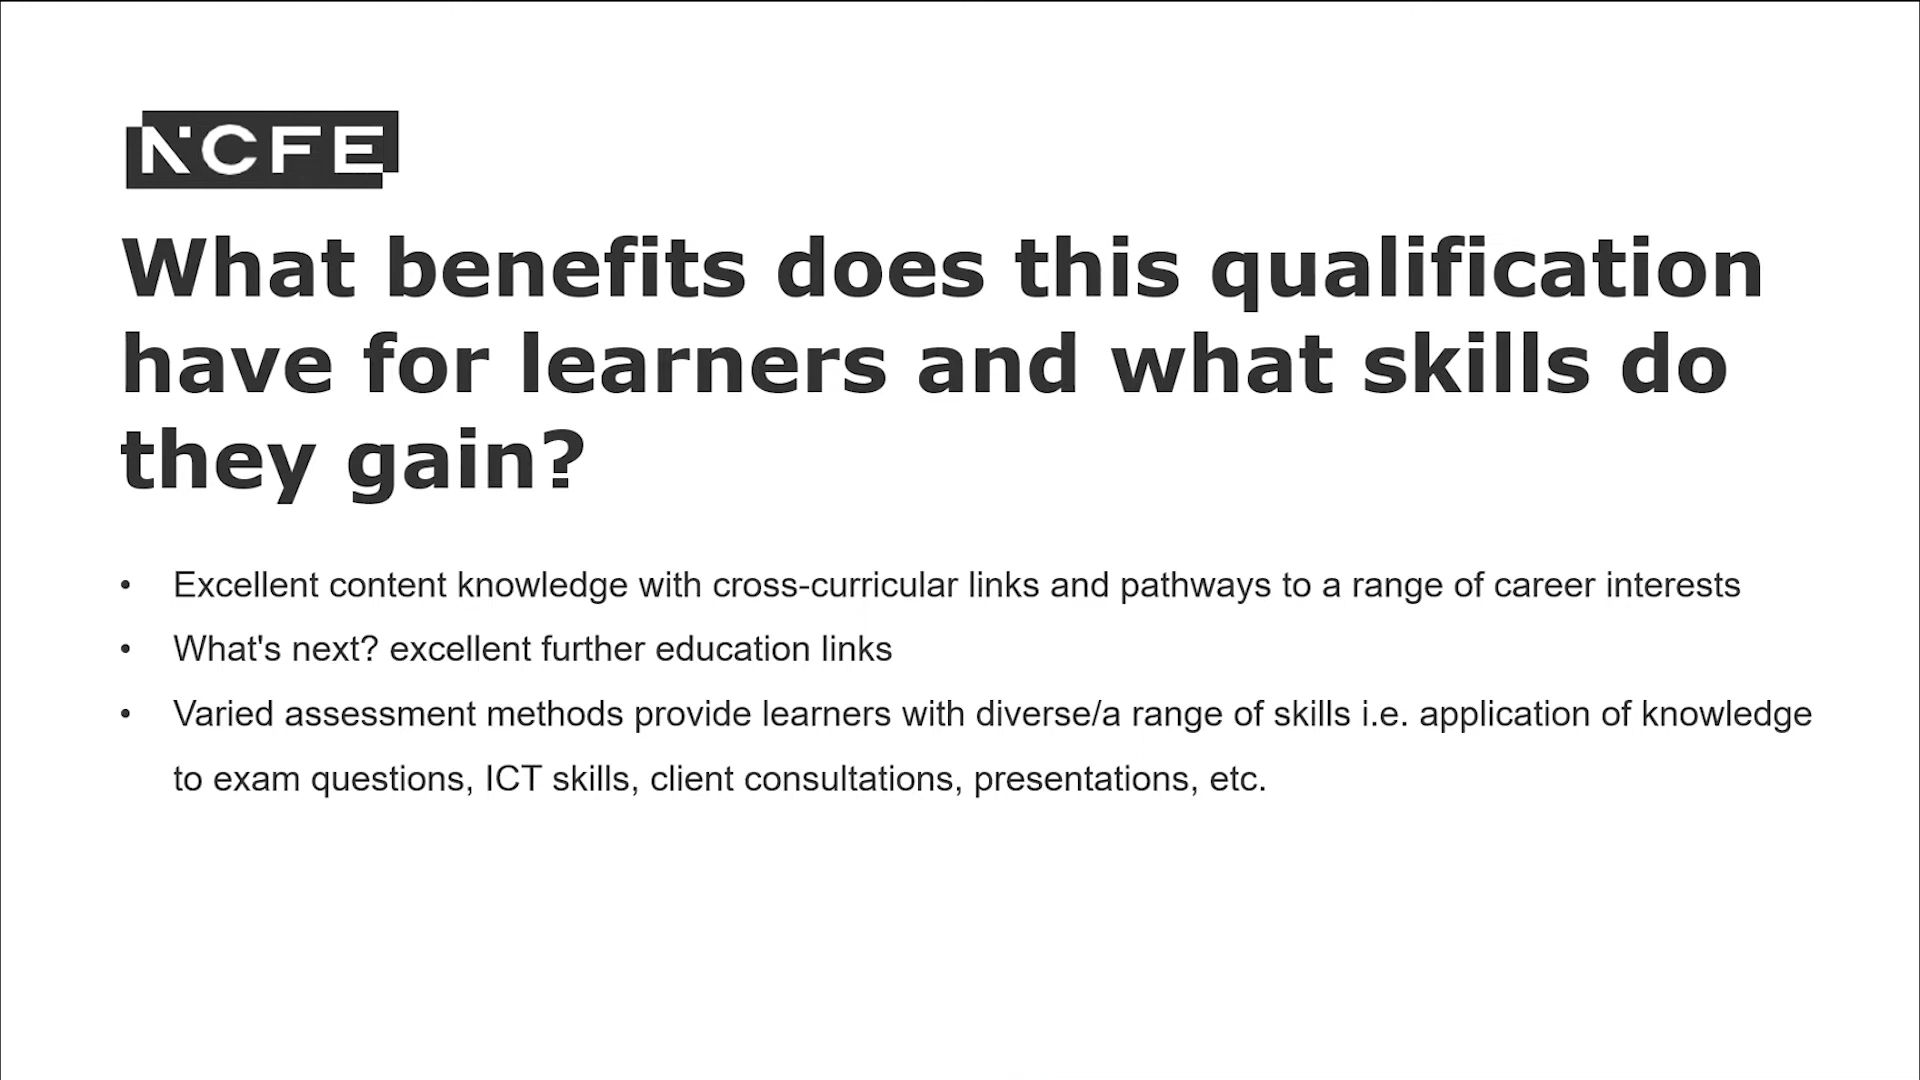 NCFE
What benefits does this qualification
have for learners and what skills do
they gain?
• Excellent content knowledge with cross-curricular links and pathways to a range of career interests
• What's next? excellent further education links
• Varied assessment methods provide learners with diverse/a range of skills i.e. application of knowledge
to exam questions, ICT skills, client consultations, presentations, etc.